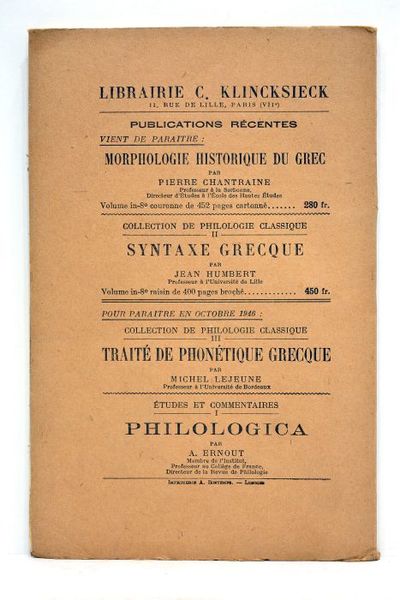 LIBRAIRIE C. KLINCKSIECK
11, RUE DE LILLE, PARIS (VIIe)
PUBLICATIONS RÉCENTES
VIENT DE PARAITRE :
MORPHOLOGIE HISTORIQUE DU GREC
PAR
PIERRE CHANTRAINE
Professeur à la Sorbonne,
Directeur d'Études à l'École des Hautes Études
Volume in-8º couronne de 452 pages cartonné....... 280 fr.
COLLECTION DE PHILOLOGIE CLASSIQUE
II
SYNTAXE GRECQUE
PAR
JEAN HUMBERT
Professeur à l'Université de Lille
Volume in-8º raisin de 400 pages broché............. 450 fr.
POUR PARAITRE EN OCTOBRE 1946 :
COLLECTION DE PHILOLOGIE CLASSIQUE
III
TRAITÉ DE PHONÉTIQUE GRECQUE
PAR
MICHEL LEJEUNE
Professeur à l'Université de Bordeaux
ÉTUDES ET COMMENTAIRES
I
PHILOLOGICA
PAR
A. ERNOUT
Membre de l'Institut,
Professeur au Collège de France,
Directeur de la Revue de Philologie
IMPRIMERIE A. BONTEMPS. — LIMOGES